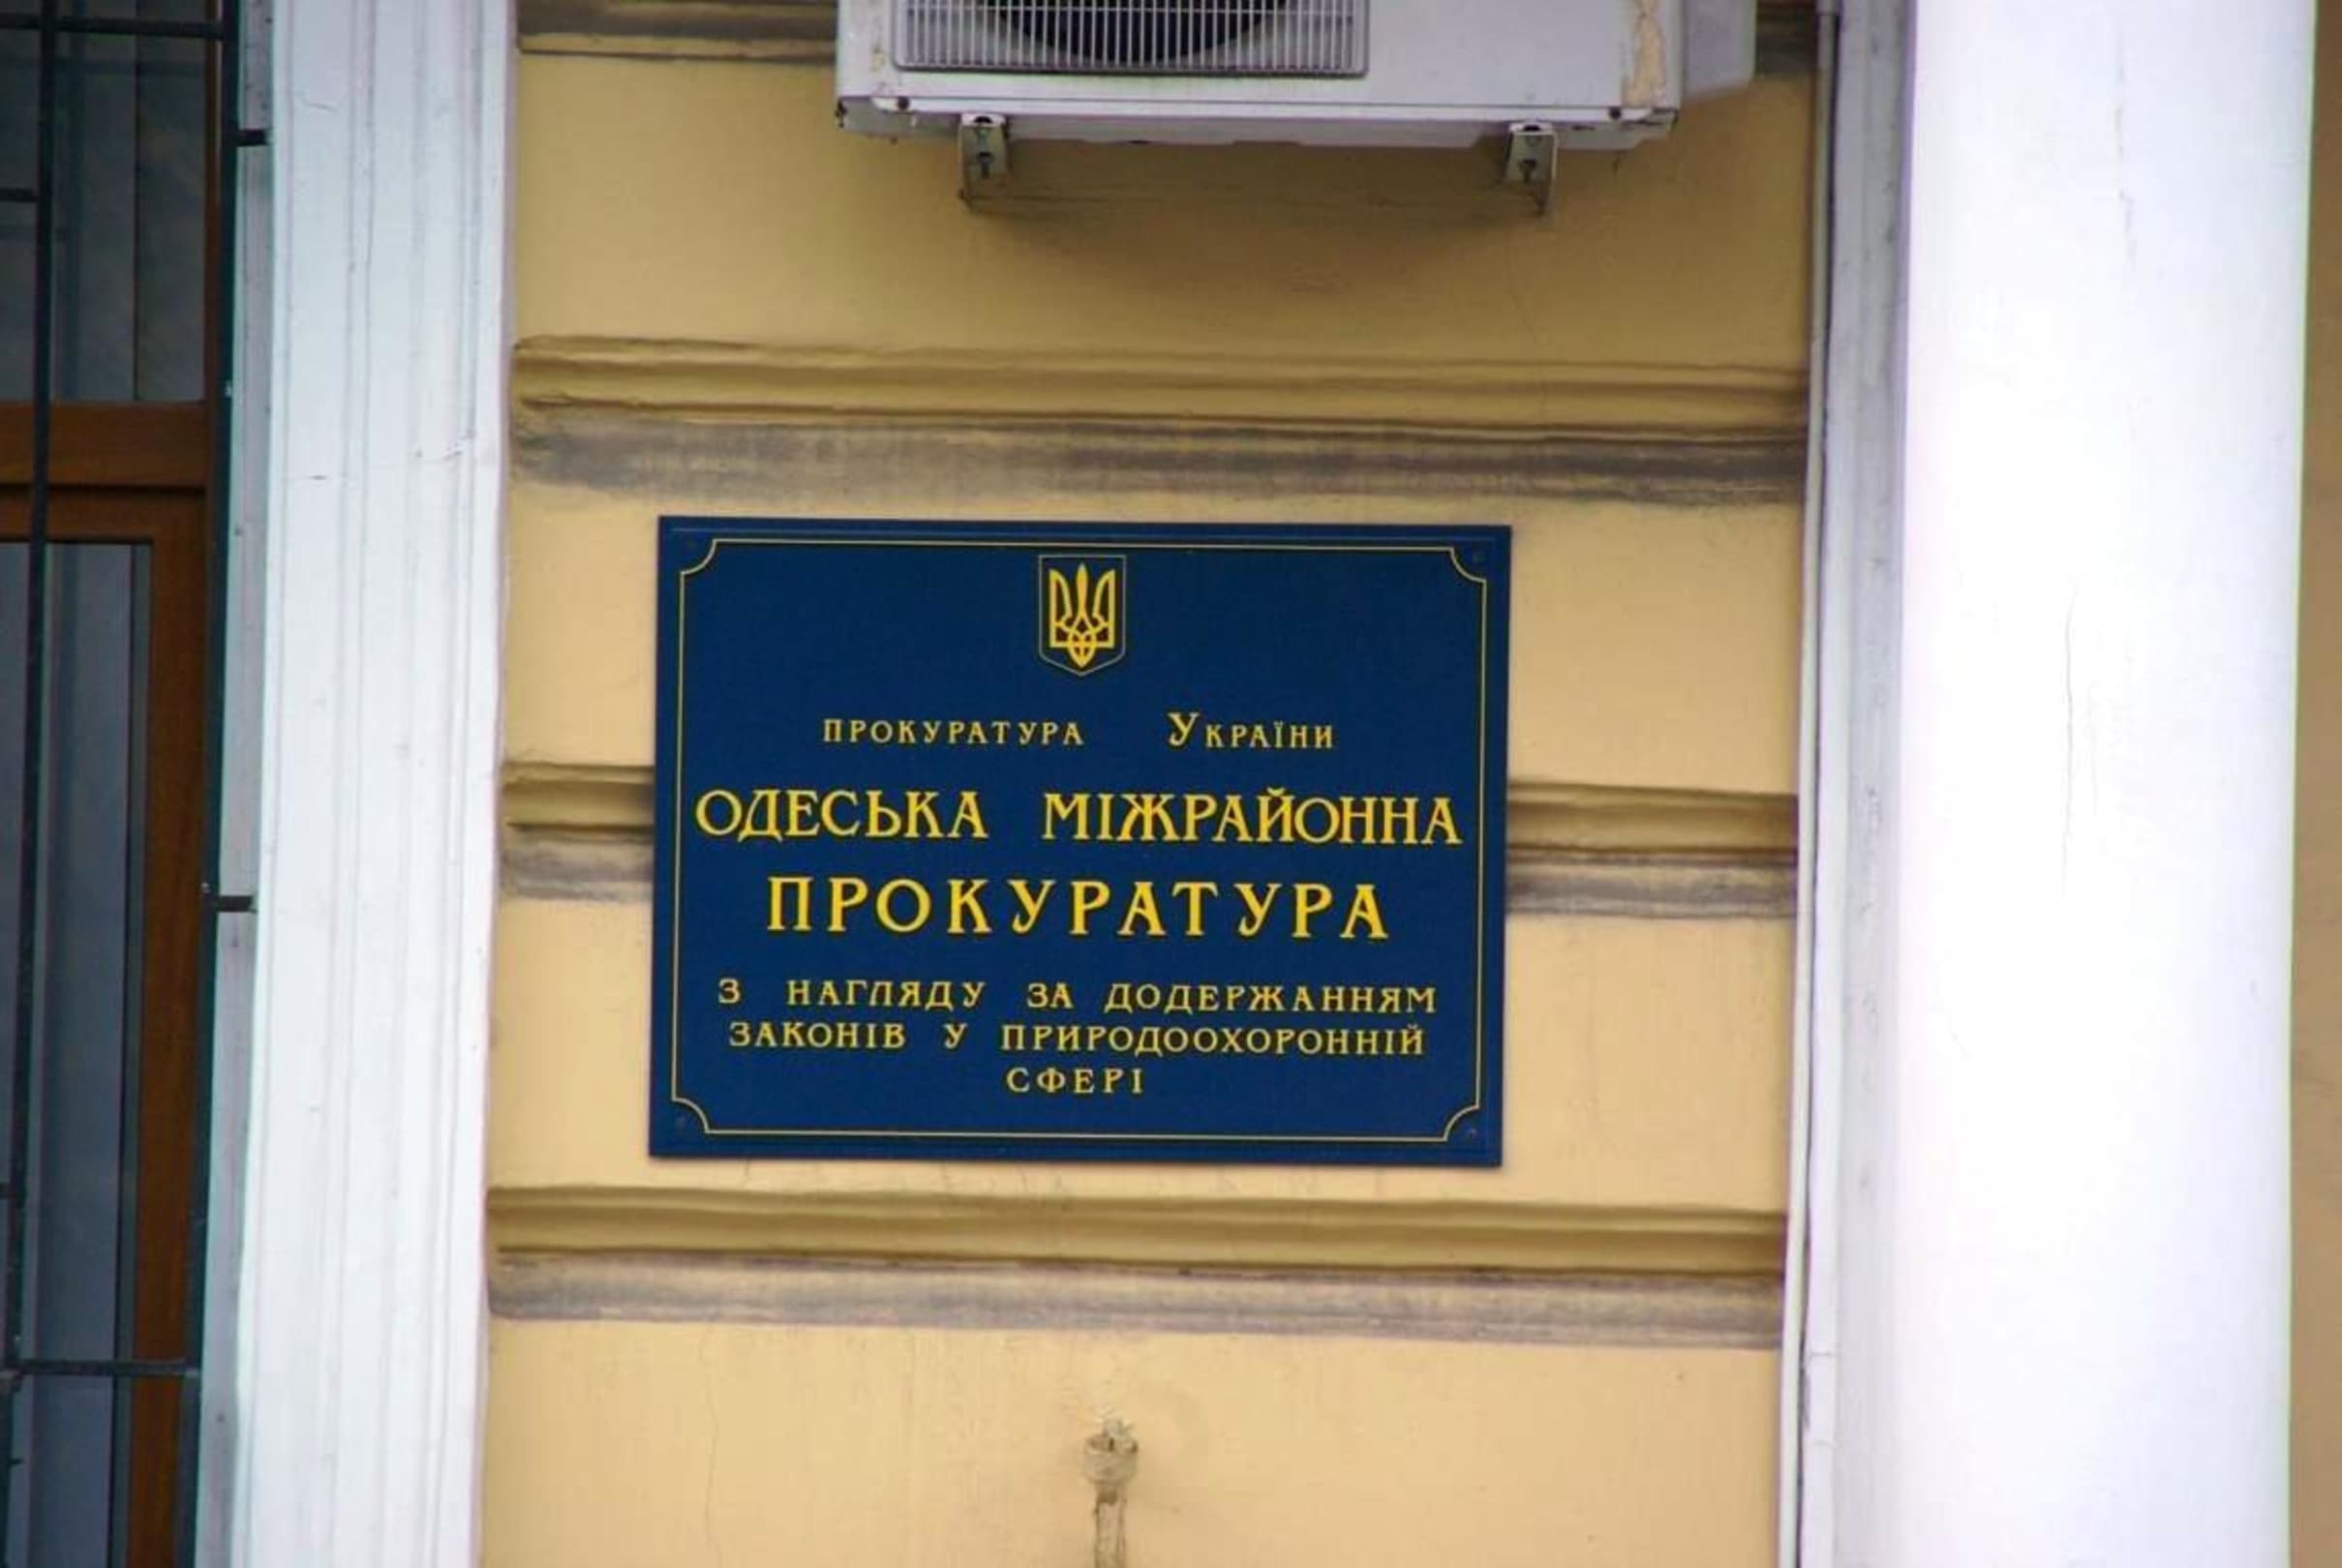 ПРОКУРАТУРА УКРАЇНИ
ОДЕСЬКА МІЖРАЙОННА
ПРОКУРАТУРА
З НАГЛЯДУ ЗА ДОДЕРЖАННЯМ
ЗАКОНІВ У ПРИРОДООХОРОННІЙ
СФЕРІ